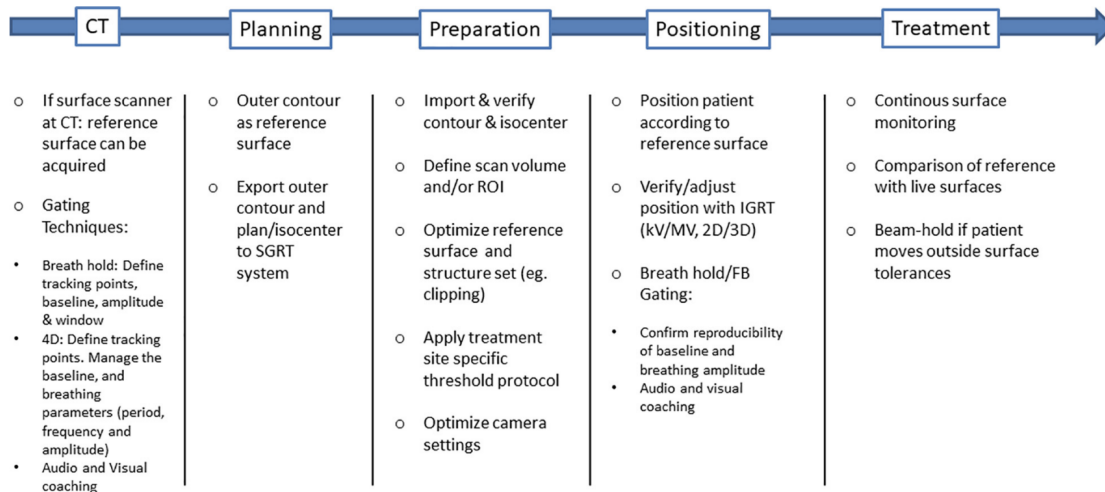 CT
Planning
Preparation
Positioning
Treatment
o If surface scanner
at CT: reference
surface can be
acquired
o Gating
Techniques:
• Breath hold: Define
tracking points,
baseline, amplitude
& window
• 4D: Define tracking
points. Manage the
baseline, and
breathing
parameters (period,
frequency and
amplitude)
• Audio and Visual
coaching
o Outer contour
as reference
surface
o Export outer
contour and
plan/isocenter
to SGRT
system
o Import & verify
contour & isocenter
o Define scan volume
and/or ROI
o Optimize reference
surface and
structure set (eg.
clipping)
o Apply treatment
site specific
threshold protocol
o Optimize camera
settings
o Position patient
according to
reference surface
o Verify/adjust
position with IGRT
(kV/MV, 2D/3D)
o Breath hold/FB
Gating:
• Confirm reproducibility
of baseline and
breathing amplitude
• Audio and visual
coaching
o Continous surface
monitoring
o Comparison of reference
with live surfaces
o Beam-hold if patient
moves outside surface
tolerances